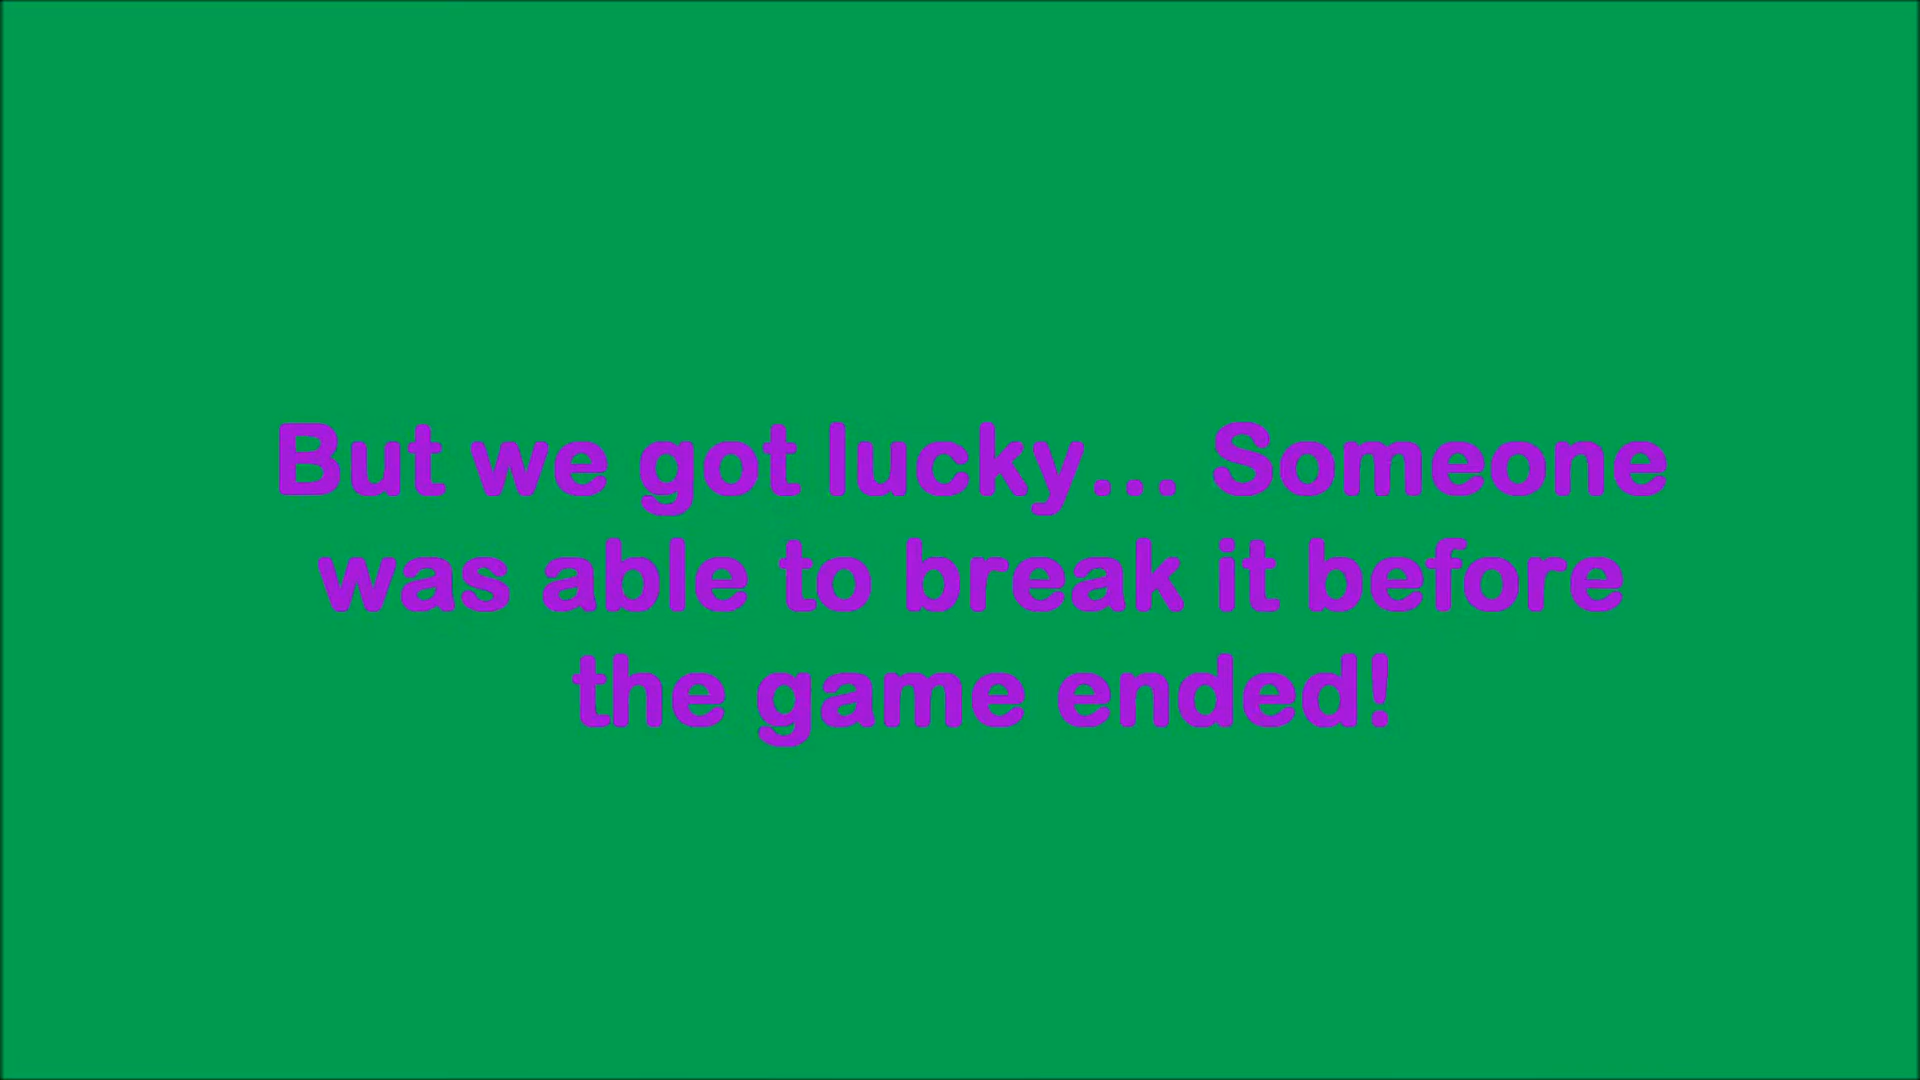 But we got lucky... Someone
was able to break it before
the game ended!